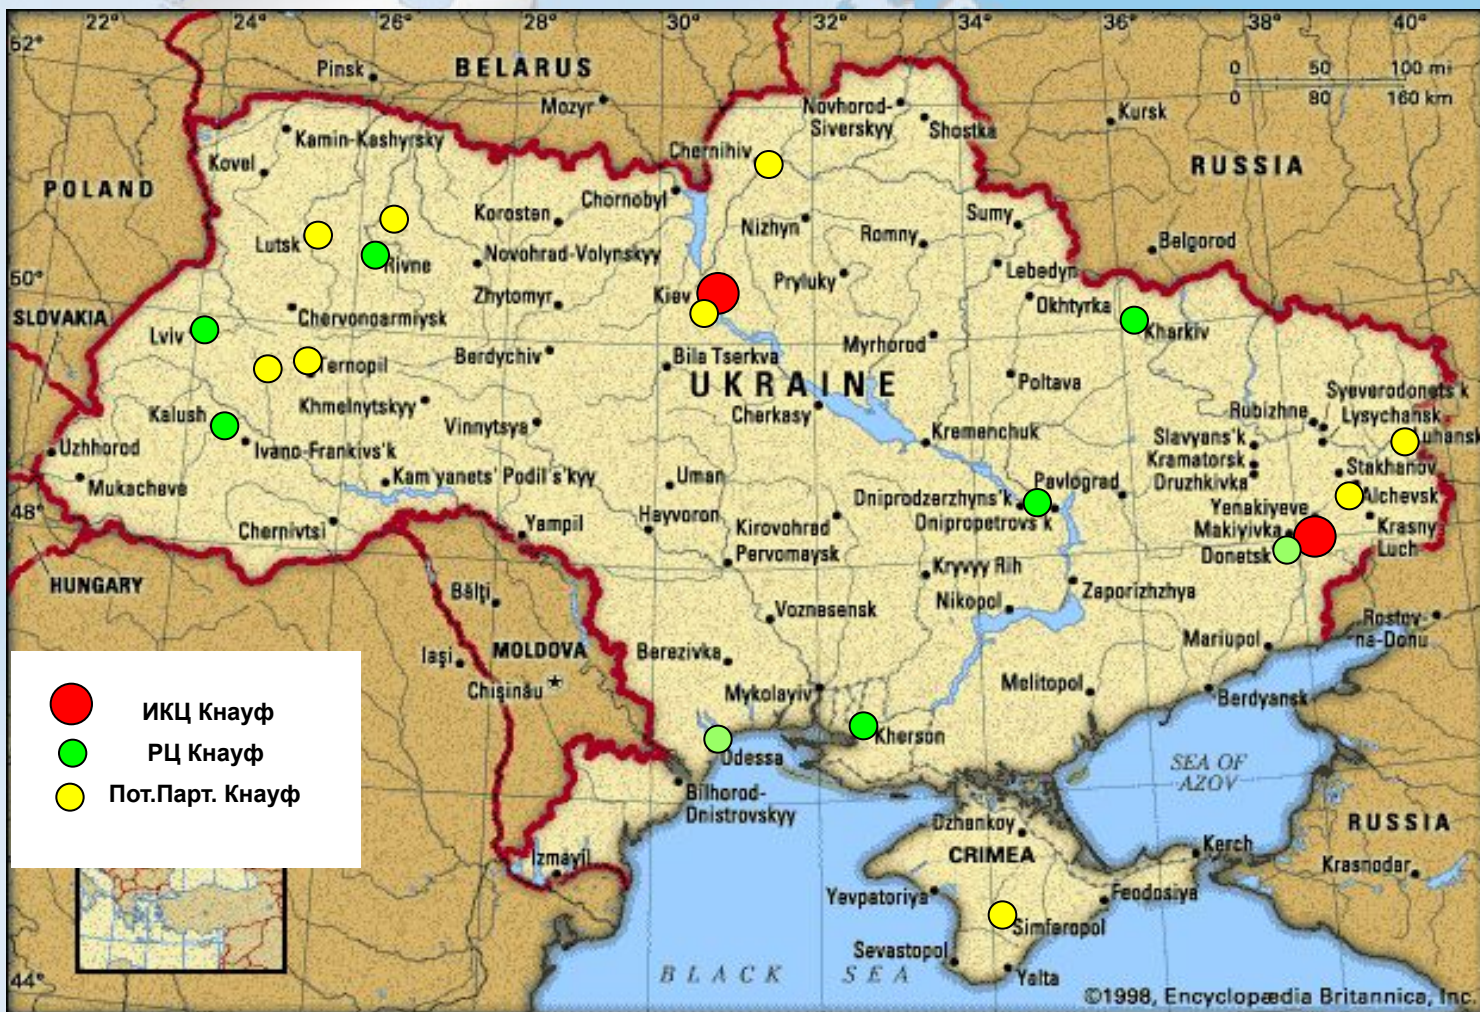 22° 24° 26° 28° 30° 32° 34° 36° 38° 40°
52°
50°
48°
44°
0 50 100 mi
0 80 160 km
BELARUS
POLAND
RUSSIA
SLOVAKIA
HUNGARY
MOLDOVA
UKRAINE
CRIMEA
RUSSIA
SEA OF
AZOV
BLACK SEA
Pinsk
Mozyr
Novhorod-
Siverskyy
Shostka
Kursk
Kamin-Kashyrsky
Kovel
Chernihiv
Chornobyl
Korosten
Nizhyn
Romny
Sumy
Belgorod
Lutsk
Rivne
Novohrad-Volynskyy
Lebedyn
Pryluky
Kiev
Zhytomyr
Okhtyrka
Chervonoarmiysk
Kharkiv
Lviv
Berdychiv
Myrhorod
Bila Tserkva
Ternopil
Poltava
Syeverodonets'k
Khmelnytskyy
Kalush
Cherkasy
Rubizhne
Lysychansk
Vinnytsya
Kremenchuk
Slavyans'k
Luhansk
Uzhhorod
Ivano-Frankivs'k
Kramatorsk
Stakhanov
Mukacheve
Kam'yanets' Podil's'kyy
Uman
Pavlograd
Druzhkivka
Dniprodzerzhyns'k
Alchevsk
Yenakiyeve
Chernivtsi
Yampil
Hayvoron
Kirovohrad
Dnipropetrovs'k
Makiyivka
Krasny
Luch
Pervomaysk
Donetsk
Kryvyy Rih
Bălţi
Zaporizhzhya
Voznesensk
Nikopol
Rostov-
na-Donu
Mariupol
Iaşi
Berezivka
Chişinău
Mykolayiv
Melitopol
Berdyansk
Kherson
Odessa
Bilhorod-
Dnistrovskyy
Dzhankoy
Izmayil
Kerch
Krasnodar
Yevpatoriya
Feodosiya
Simferopol
Sevastopol
Yalta
ИКЦ Кнауф
РЦ Кнауф
Пот.Парт. Кнауф
©1998, Encyclopædia Britannica, Inc.